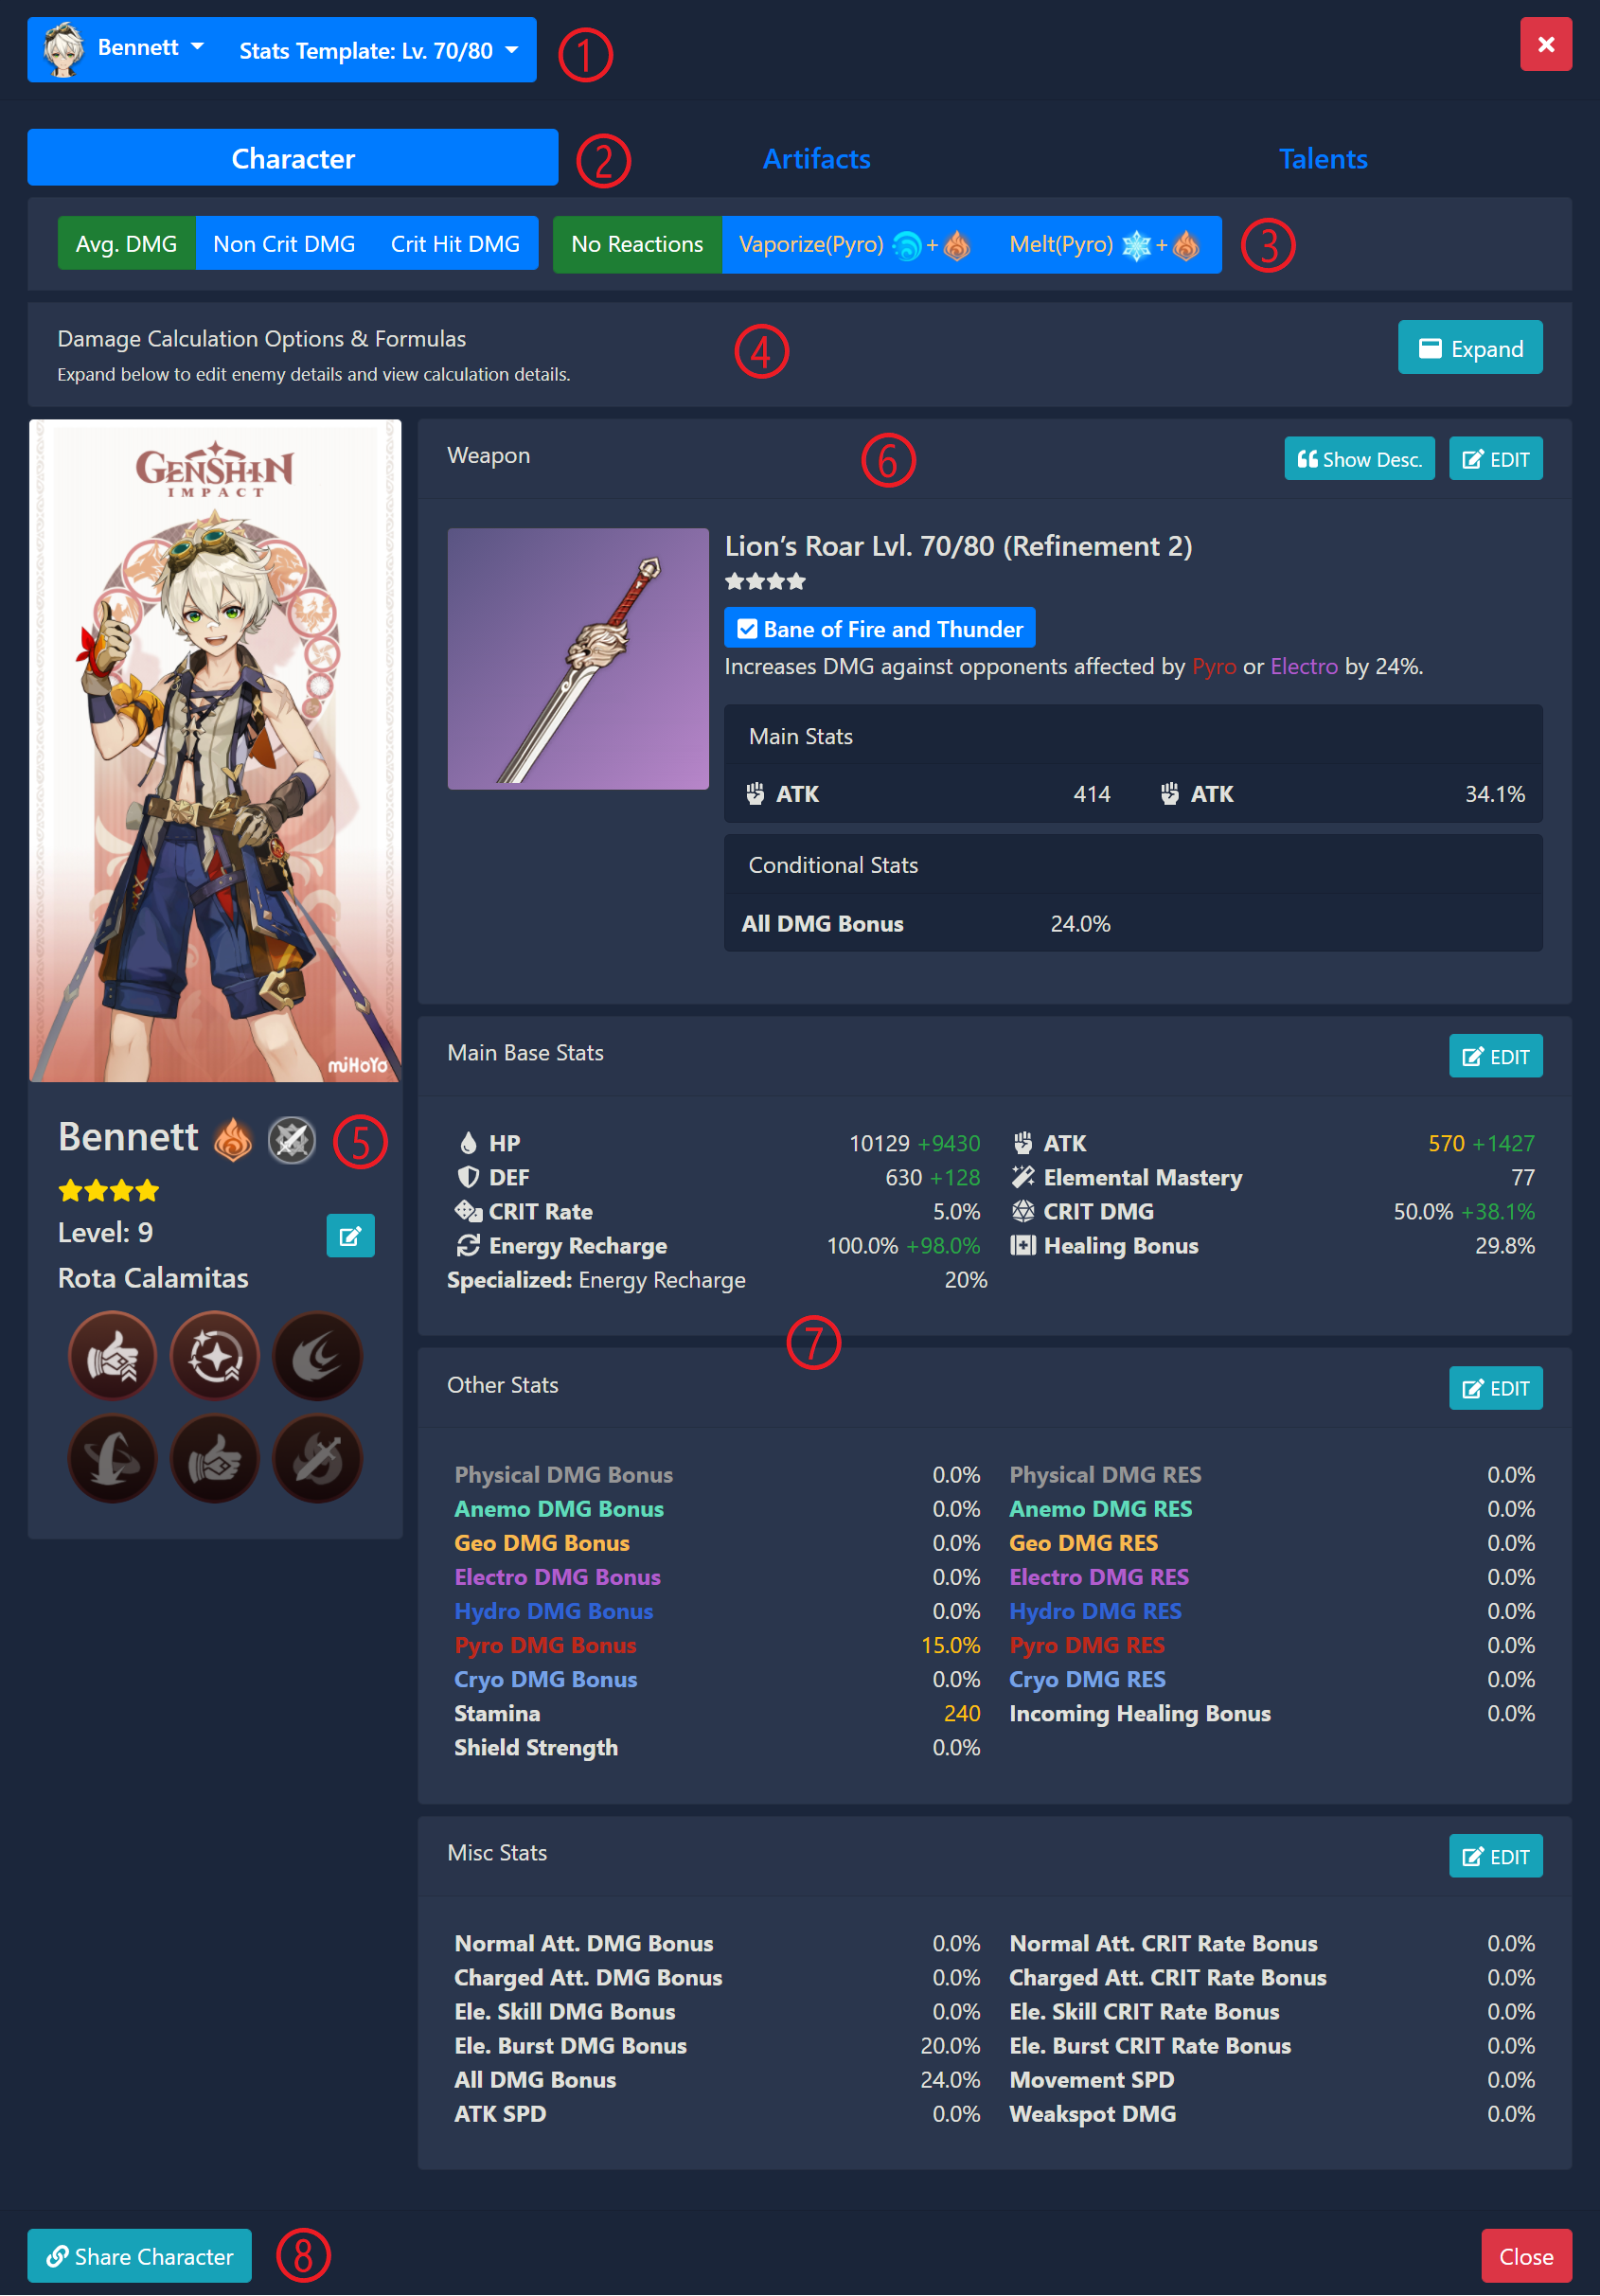 Bennett Stats Template: Lv. 70/80 1
Character 2 Artifacts Talents
Avg. DMG Non Crit DMG Crit Hit DMG No Reactions Vaporize(Pyro) + Melt(Pyro) + 3
Damage Calculation Options & Formulas 4 Expand
Expand below to edit enemy details and view calculation details.
GENSHIN
IMPACT
miHoYo
Bennett 5
Level: 9
Rota Calamitas
Weapon 6 Show Desc. EDIT
Lion's Roar Lvl. 70/80 (Refinement 2)
Bane of Fire and Thunder
Increases DMG against opponents affected by Pyro or Electro by 24%.
Main Stats
ATK 414 ATK 34.1%
Conditional Stats
All DMG Bonus 24.0%
Main Base Stats EDIT
HP 10129 +9430 ATK 570 +1427
DEF 630 +128 Elemental Mastery 77
CRIT Rate 5.0% CRIT DMG 50.0% +38.1%
Energy Recharge 100.0% +98.0% Healing Bonus 29.8%
Specialized: Energy Recharge 20%
7
Other Stats EDIT
Physical DMG Bonus 0.0% Physical DMG RES 0.0%
Anemo DMG Bonus 0.0% Anemo DMG RES 0.0%
Geo DMG Bonus 0.0% Geo DMG RES 0.0%
Electro DMG Bonus 0.0% Electro DMG RES 0.0%
Hydro DMG Bonus 0.0% Hydro DMG RES 0.0%
Pyro DMG Bonus 15.0% Pyro DMG RES 0.0%
Cryo DMG Bonus 0.0% Cryo DMG RES 0.0%
Stamina 240 Incoming Healing Bonus 0.0%
Shield Strength 0.0%
Misc Stats EDIT
Normal Att. DMG Bonus 0.0% Normal Att. CRIT Rate Bonus 0.0%
Charged Att. DMG Bonus 0.0% Charged Att. CRIT Rate Bonus 0.0%
Ele. Skill DMG Bonus 0.0% Ele. Skill CRIT Rate Bonus 0.0%
Ele. Burst DMG Bonus 20.0% Ele. Burst CRIT Rate Bonus 0.0%
All DMG Bonus 24.0% Movement SPD 0.0%
ATK SPD 0.0% Weakspot DMG 0.0%
Share Character 8 Close